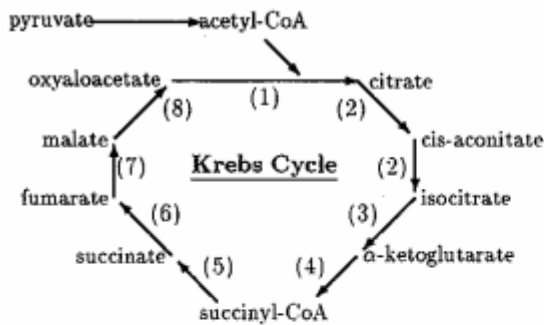 pyruvate acetyl-CoA
oxyaloacetate (1) citrate
(8) (2)
malate cis-aconitate
(7) Krebs Cycle (2)
fumarate isocitrate
(6) (3)
succinate (5) (4) α-ketoglutarate
succinyl-CoA